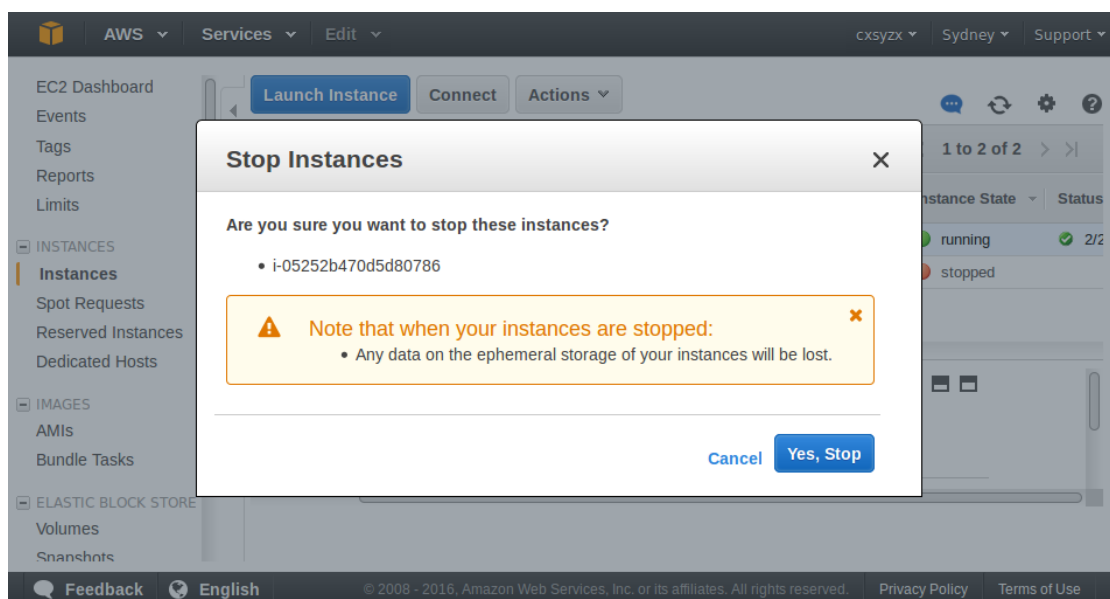 AWS Services Edit cxsyzx Sydney Support
EC2 Dashboard
Events
Tags
Reports
Limits
INSTANCES
Instances
Spot Requests
Reserved Instances
Dedicated Hosts
IMAGES
AMIs
Bundle Tasks
ELASTIC BLOCK STORE
Volumes
Snapshots
Launch Instance Connect Actions
1 to 2 of 2
nstance State Status
running 2/2
stopped
Stop Instances
Are you sure you want to stop these instances?
• i-05252b470d5d80786
Note that when your instances are stopped:
• Any data on the ephemeral storage of your instances will be lost.
Cancel Yes, Stop
Feedback English © 2008 - 2016, Amazon Web Services, Inc. or its affiliates. All rights reserved. Privacy Policy Terms of Use